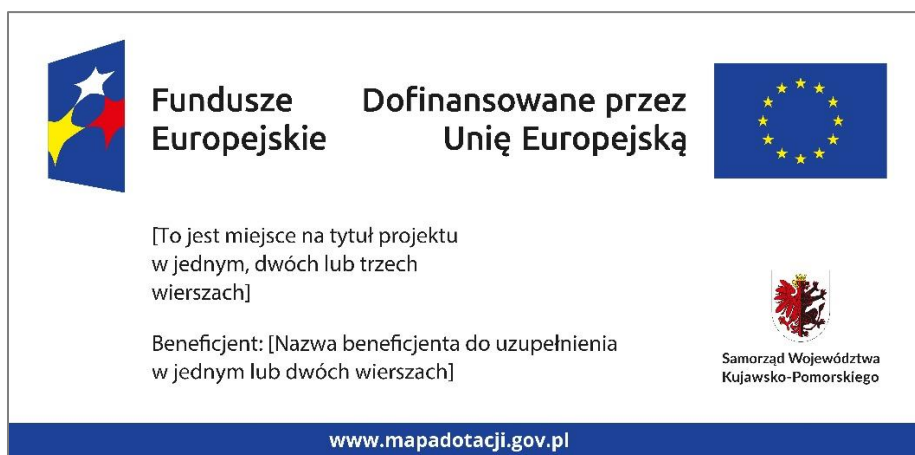 Fundusze
Europejskie
Dofinansowane przez
Unię Europejską
[To jest miejsce na tytuł projektu
w jednym, dwóch lub trzech
wierszach]
Beneficjent: [Nazwa beneficjenta do uzupełnienia
w jednym lub dwóch wierszach]
Samorząd Województwa
Kujawsko-Pomorskiego
www.mapadotacji.gov.pl